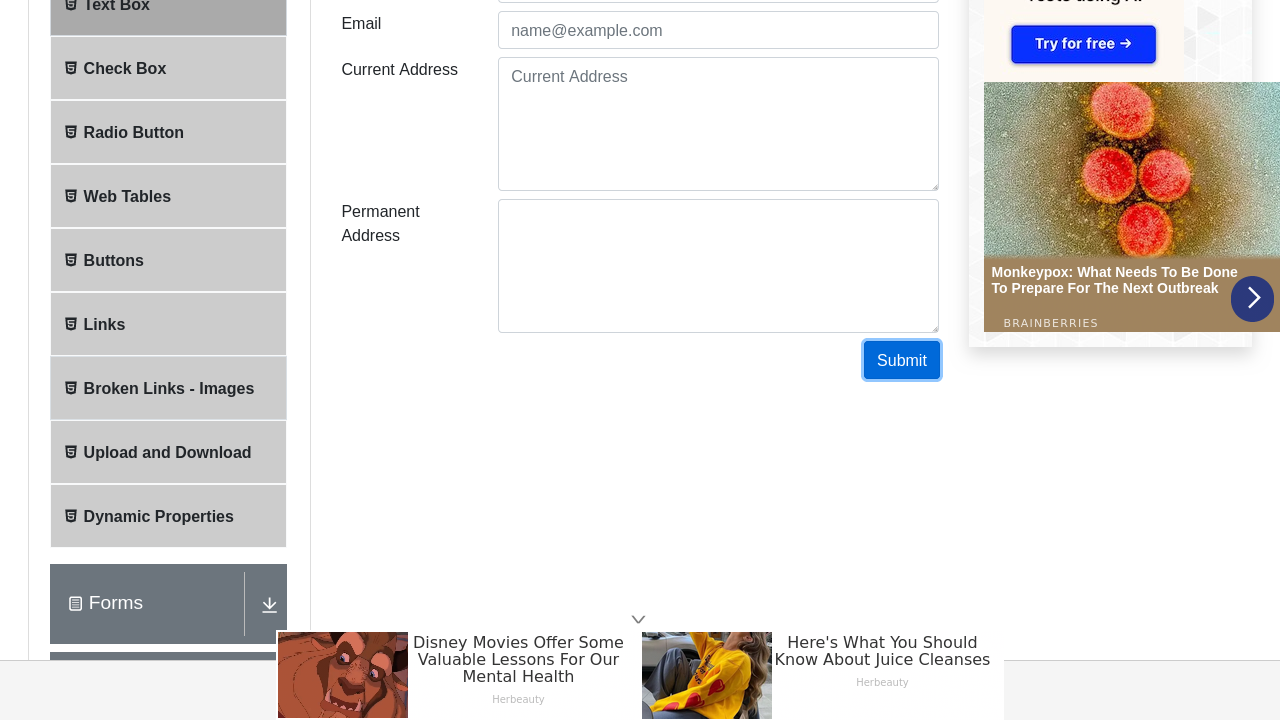 Text Box
Check Box
Radio Button
Web Tables
Buttons
Links
Broken Links - Images
Upload and Download
Dynamic Properties
Forms
Email
name@example.com
Current Address
Current Address
Permanent
Address
Submit
Try for free →
Monkeypox: What Needs To Be Done
To Prepare For The Next Outbreak
BRAINBERRIES
Disney Movies Offer Some
Valuable Lessons For Our
Mental Health
Herbeauty
Here's What You Should
Know About Juice Cleanses
Herbeauty